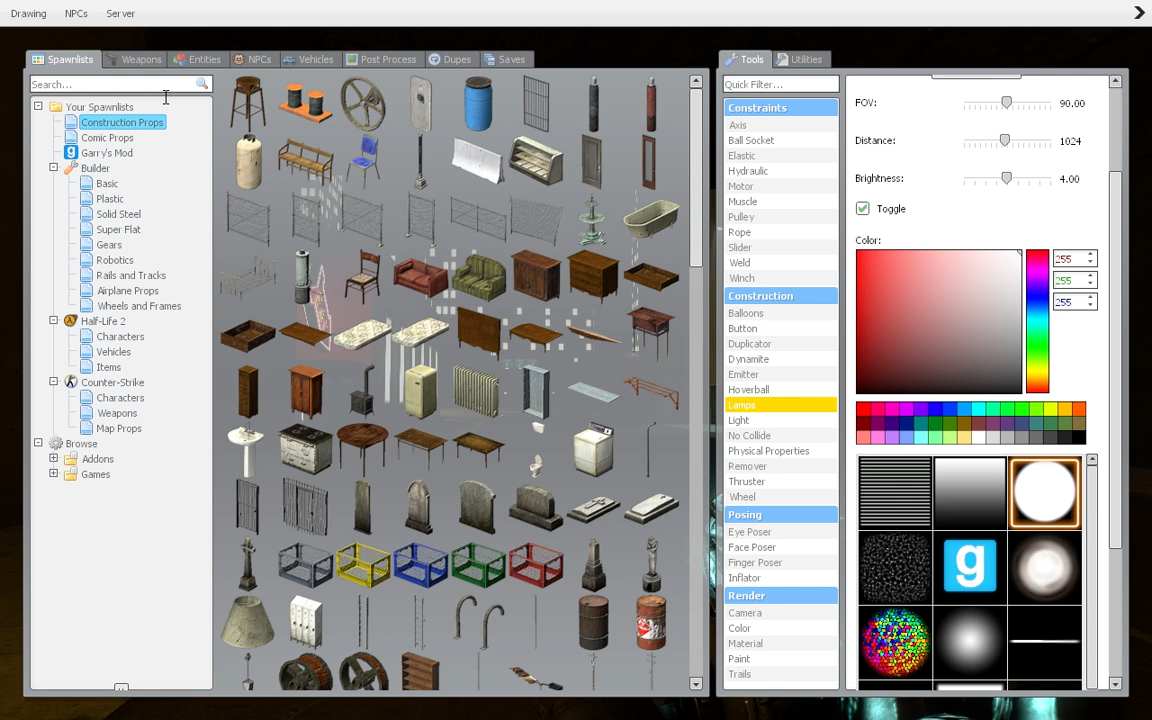 Drawing NPCs Server
Spawnlists Weapons Entities NPCs Vehicles Post Process Dupes Saves
Search...
Your Spawnlists
Construction Props
Comic Props
Garry's Mod
Builder
Basic
Plastic
Solid Steel
Super Flat
Gears
Robotics
Rails and Tracks
Airplane Props
Wheels and Frames
Half-Life 2
Characters
Vehicles
Items
Counter-Strike
Characters
Weapons
Map Props
Browse
Addons
Games
Tools Utilities
Quick Filter...
Constraints
Axis
Ball Socket
Elastic
Hydraulic
Motor
Muscle
Pulley
Rope
Slider
Weld
Winch
Construction
Balloons
Button
Duplicator
Dynamite
Emitter
Hoverball
Lamps
Light
No Collide
Physical Properties
Remover
Thruster
Wheel
Posing
Eye Poser
Face Poser
Finger Poser
Inflator
Render
Camera
Color
Material
Paint
Trails
FOV: 90.00
Distance: 1024
Brightness: 4.00
Toggle
Color:
255
255
255
g